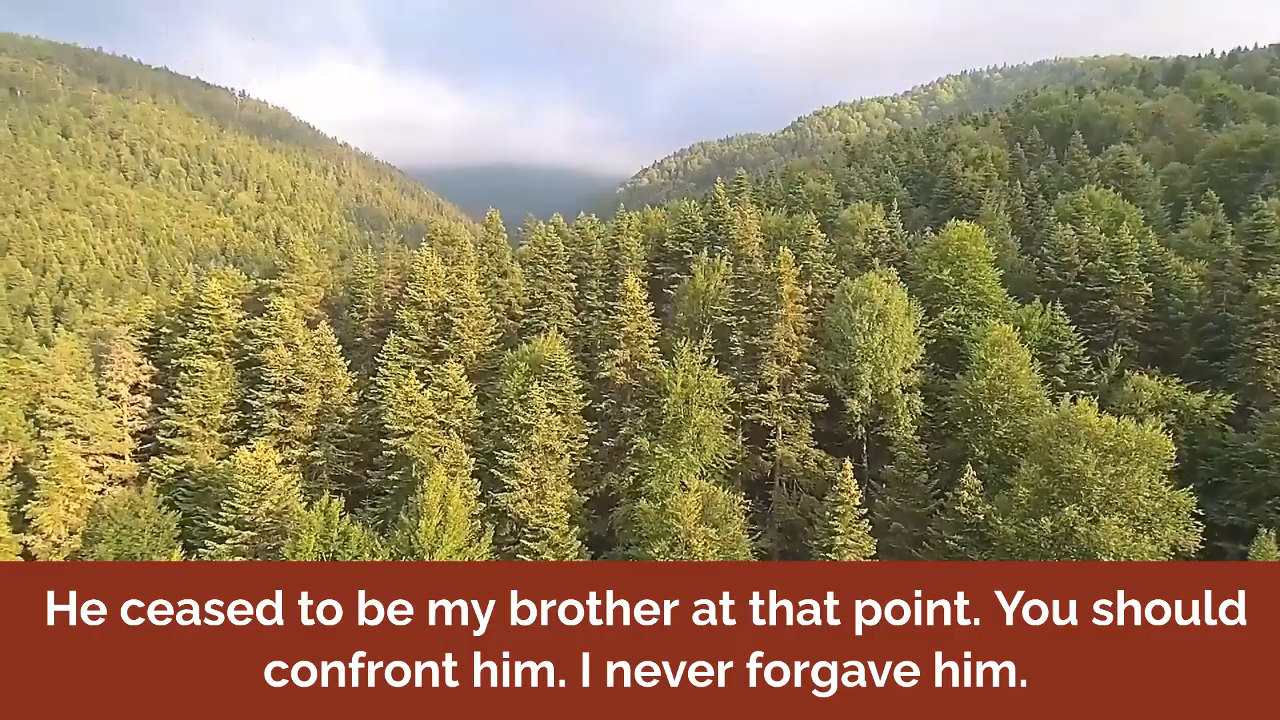 He ceased to be my brother at that point. You should
confront him. I never forgave him.